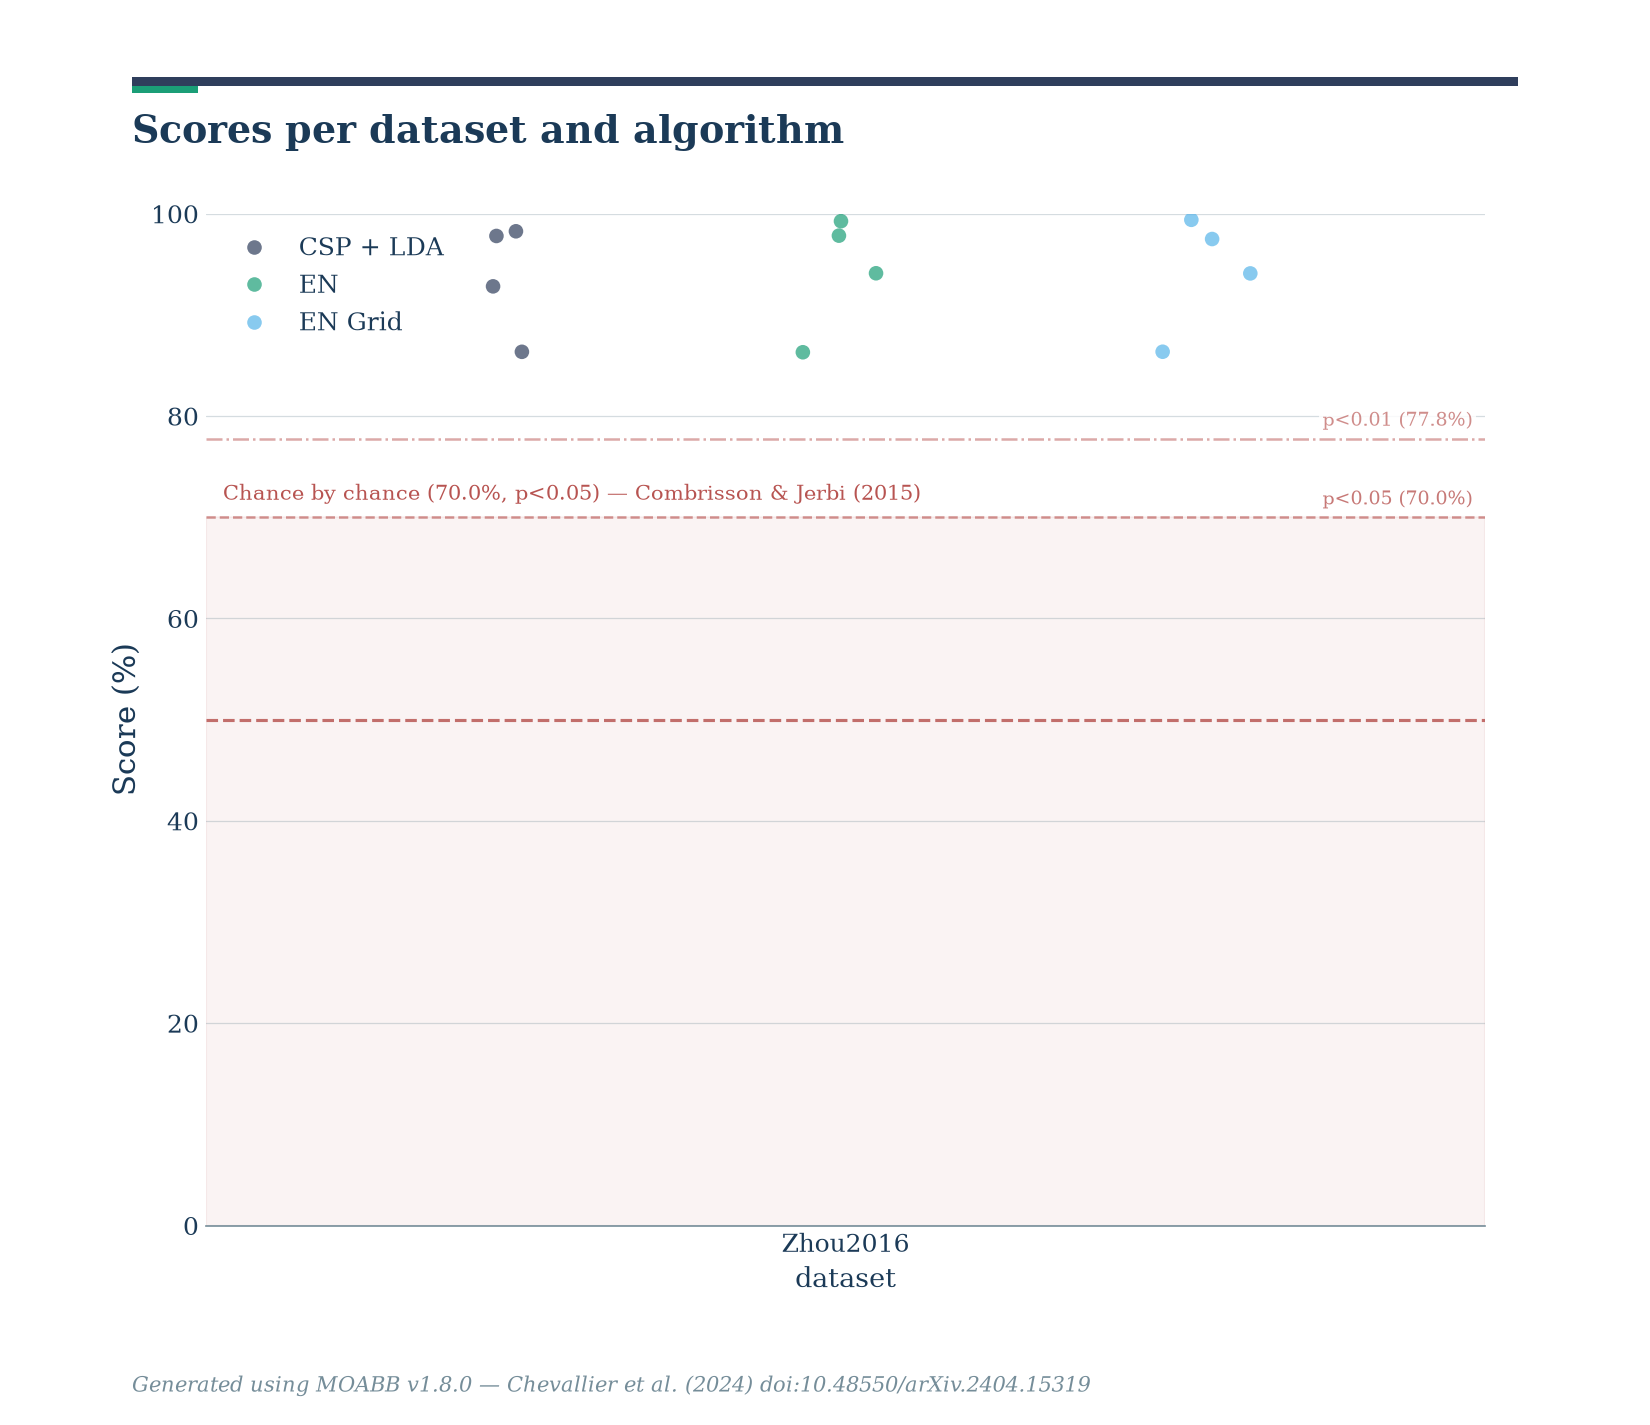 Scores per dataset and algorithm
100
CSP + LDA
EN
EN Grid
80
p<0.01 (77.8%)
Chance by chance (70.0%, p<0.05) — Combrisson & Jerbi (2015)
p<0.05 (70.0%)
60
Score (%)
40
20
0
Zhou2016
dataset
Generated using MOABB v1.8.0 — Chevallier et al. (2024) doi:10.48550/arXiv.2404.15319